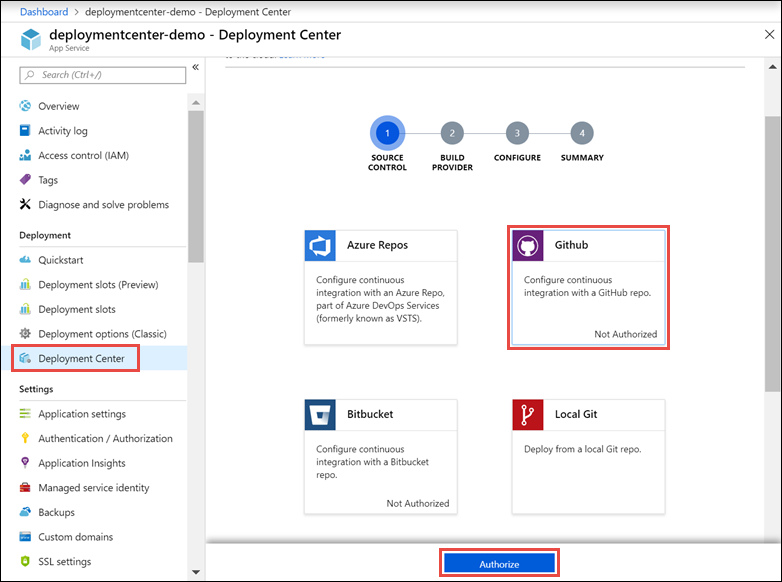 Dashboard > deploymentcenter-demo - Deployment Center
deploymentcenter-demo - Deployment Center
App Service
Search (Ctrl+/)
Overview
Activity log
Access control (IAM)
Tags
Diagnose and solve problems
Deployment
Quickstart
Deployment slots (Preview)
Deployment slots
Deployment options (Classic)
Deployment Center
Settings
Application settings
Authentication / Authorization
Application Insights
Managed service identity
Backups
Custom domains
SSL settings
1
2
3
4
SOURCE
CONTROL
BUILD
PROVIDER
CONFIGURE
SUMMARY
Azure Repos
Configure continuous
integration with an Azure Repo,
part of Azure DevOps Services
(formerly known as VSTS).
Github
Configure continuous
integration with a GitHub repo.
Not Authorized
Bitbucket
Configure continuous
integration with a Bitbucket
repo.
Not Authorized
Local Git
Deploy from a local Git repo.
Authorize